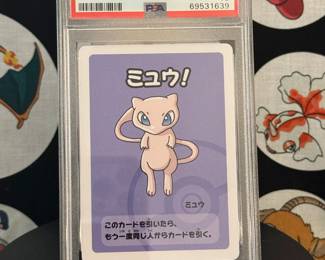 PSA
69531639
ミュウ!
ミュウ
このカードを引いたら、
もう一度同じ人からカードを引く。